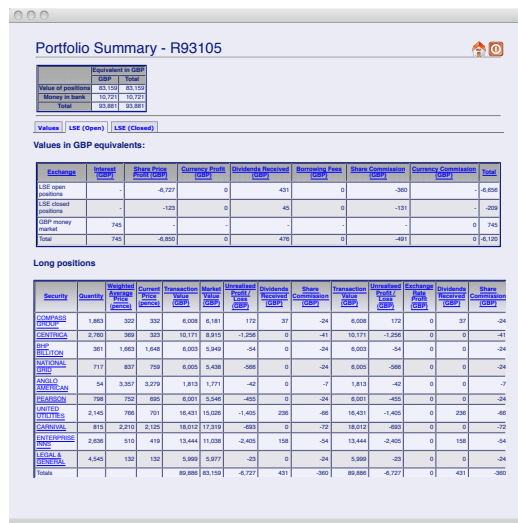 Portfolio Summary - R93105
Equivalent in GBP
GBP Total
Value of positions 83,159 83,159
Money in bank 10,721 10,721
Total 93,881 93,881
Values LSE (Open) LSE (Closed)
Values in GBP equivalents:
Exchange Interest (GBP) Share Price Profit (GBP) Currency Profit (GBP) Dividends Received (GBP) Borrowing Fees (GBP) Share Commission (GBP) Currency Commission (GBP) Total
LSE open positions - -6,727 0 431 0 -360 - -6,656
LSE closed positions - -123 0 45 0 -131 - -209
GBP money market 745 - - - - - 0 745
Total 745 -6,850 0 476 0 -491 0 -6,120
Long positions
Security Quantity Weighted Average Price (pence) Current Price (pence) Transaction Value (GBP) Market Value (GBP) Unrealised Profit / Loss (GBP) Dividends Received (GBP) Share Commission (GBP) Transaction Value (GBP) Unrealised Profit / Loss (GBP) Exchange Rate Profit (GBP) Dividends Received (GBP) Share Commission (GBP)
COMPASS GROUP 1,863 322 332 6,008 6,181 172 37 -24 6,008 172 0 37 -24
CENTRICA 2,760 369 323 10,171 8,915 -1,256 0 -41 10,171 -1,256 0 0 -41
BHP BILLITON 361 1,663 1,648 6,003 5,949 -54 0 -24 6,003 -54 0 0 -24
NATIONAL GRID 717 837 759 6,005 5,438 -566 0 -24 6,005 -566 0 0 -24
ANGLO AMERICAN 54 3,357 3,279 1,813 1,771 -42 0 -7 1,813 -42 0 0 -7
PEARSON 798 752 695 6,001 5,546 -455 0 -24 6,001 -455 0 0 -24
UNITED UTILITIES 2,145 766 701 16,431 15,026 -1,405 236 -66 16,431 -1,405 0 236 -66
CARNIVAL 815 2,210 2,125 18,012 17,319 -693 0 -72 18,012 -693 0 0 -72
ENTERPRISE INNS 2,636 510 419 13,444 11,038 -2,405 158 -54 13,444 -2,405 0 158 -54
LEGAL & GENERAL 4,545 132 132 5,999 5,977 -23 0 -24 5,999 -23 0 0 -24
Totals 89,886 83,159 -6,727 431 -360 89,886 -6,727 0 431 -360